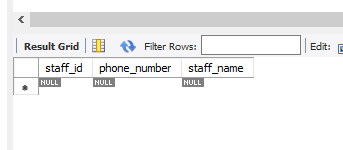 Result Grid Filter Rows: Edit:
staff_id phone_number staff_name
NULL NULL NULL